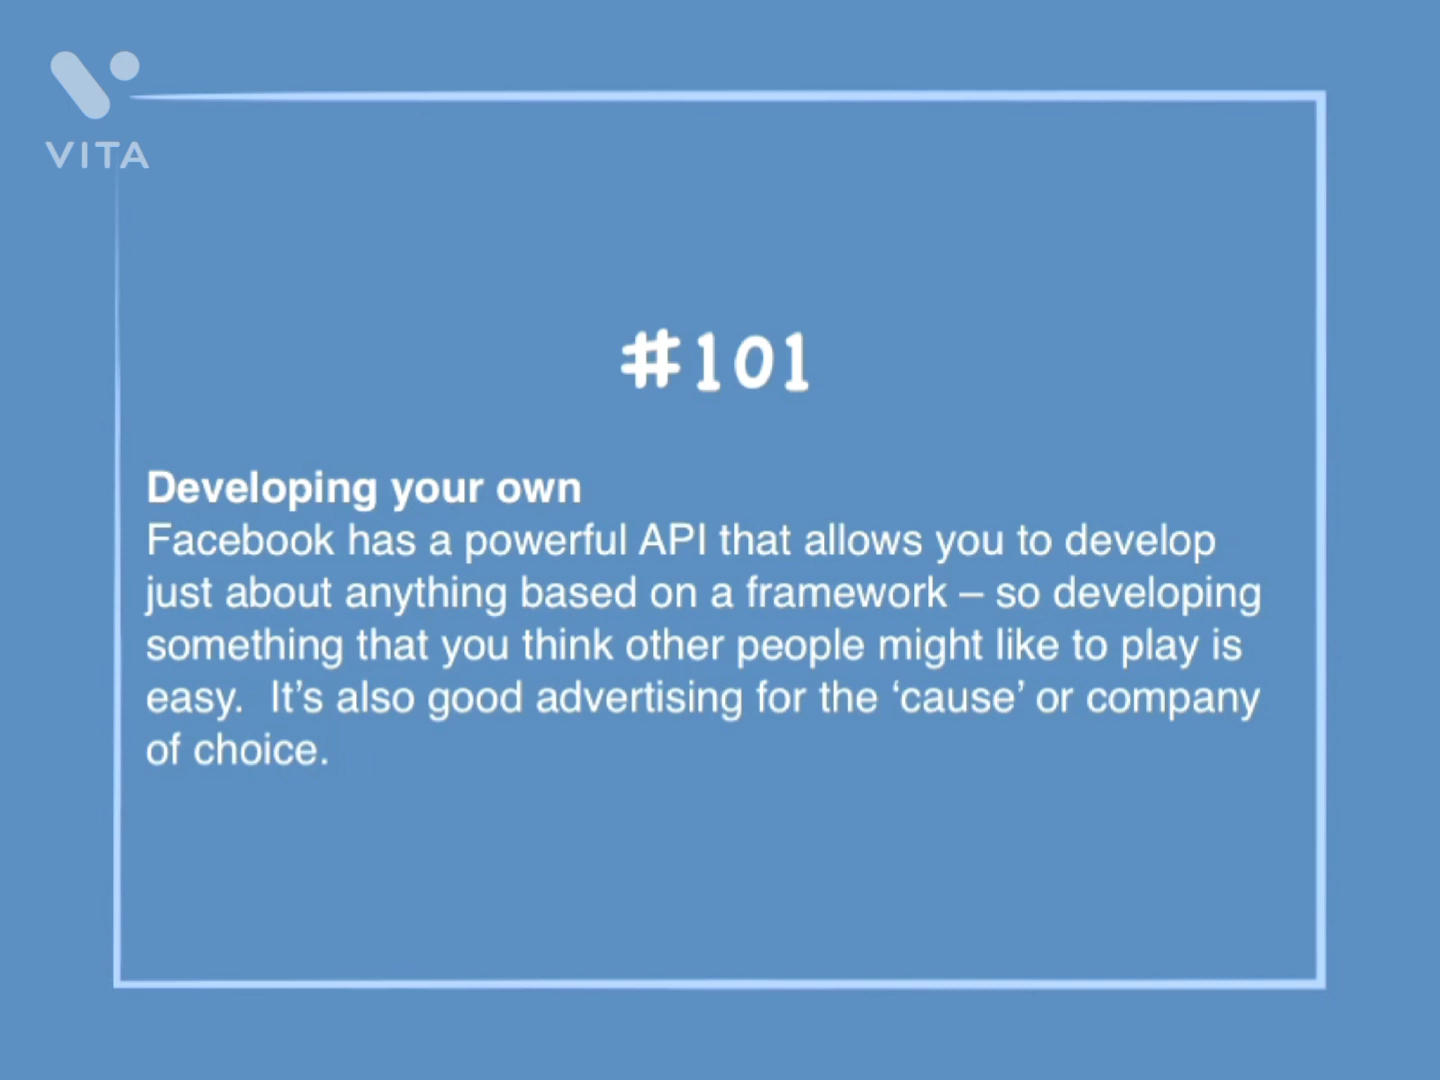 VITA
#101
Developing your own
Facebook has a powerful API that allows you to develop
just about anything based on a framework – so developing
something that you think other people might like to play is
easy.  It’s also good advertising for the ‘cause’ or company
of choice.